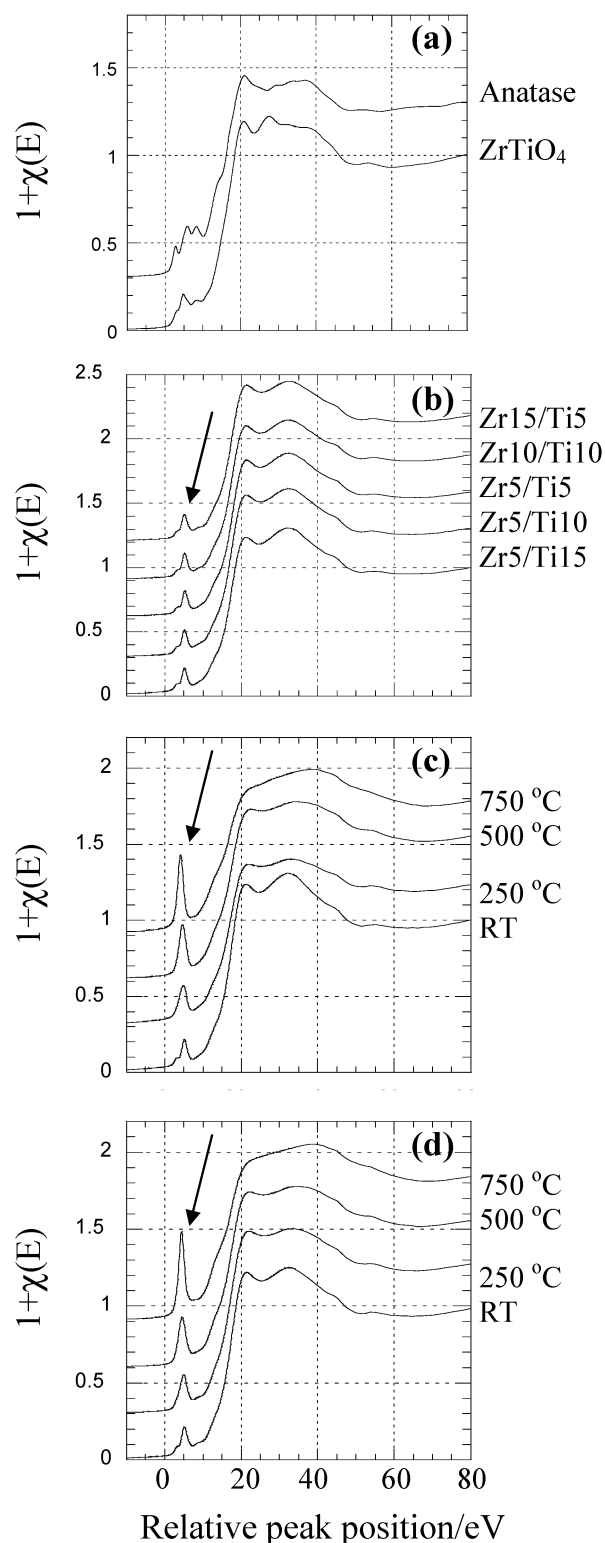 (a)
1.5
1
0.5
0
1+χ(E)
Anatase
ZrTiO4
(b)
2.5
2
1.5
1
0.5
0
1+χ(E)
Zr15/Ti5
Zr10/Ti10
Zr5/Ti5
Zr5/Ti10
Zr5/Ti15
(c)
2
1.5
1
0.5
0
1+χ(E)
750 °C
500 °C
250 °C
RT
(d)
2
1.5
1
0.5
0
1+χ(E)
750 °C
500 °C
250 °C
RT
0 20 40 60 80
Relative peak position/eV